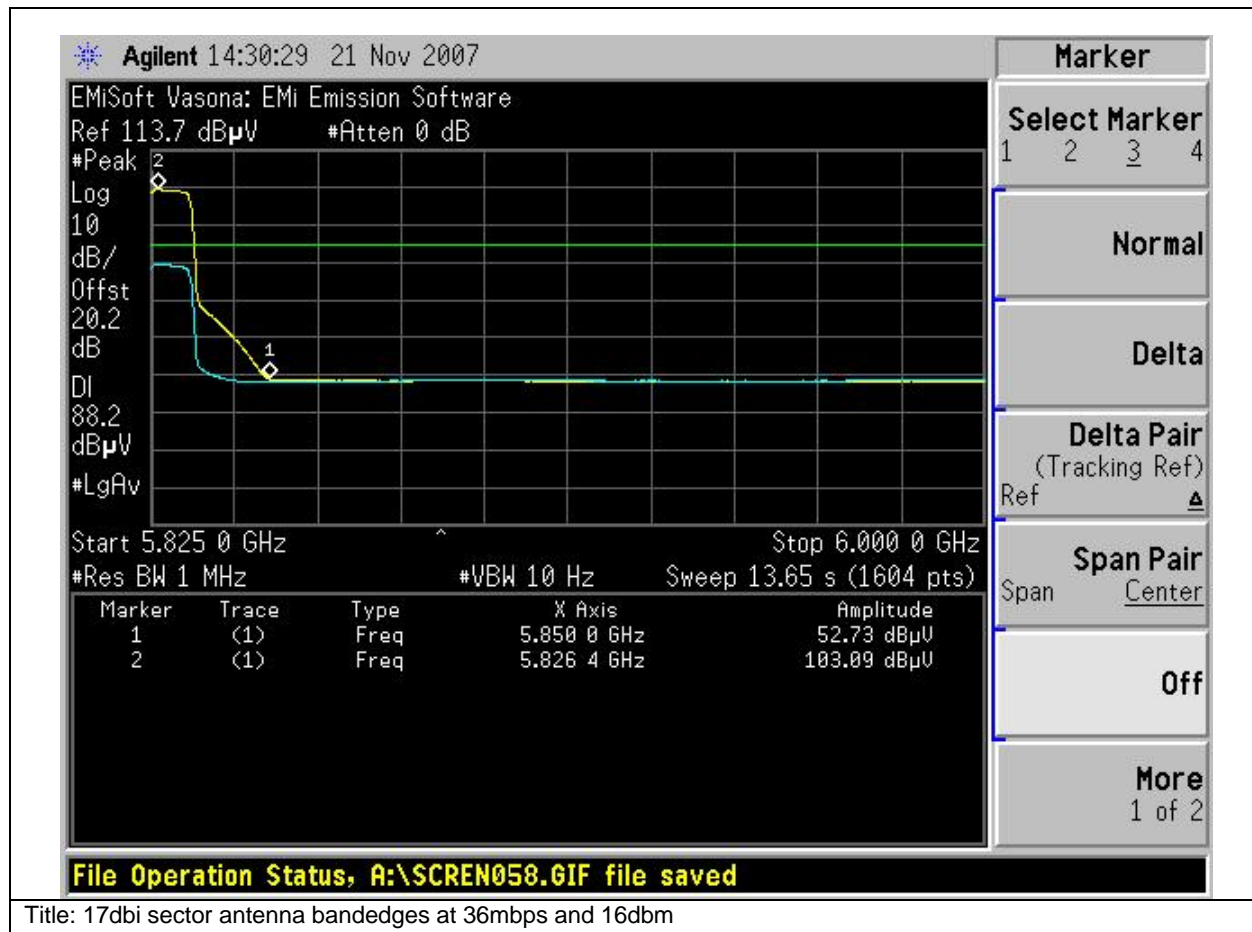 Agilent 14:30:29 21 Nov 2007
Marker
EMiSoft Vasona: EMi Emission Software
Ref 113.7 dBµV #Atten 0 dB
#Peak
Log
10
dB/
Offst
20.2
dB
DI
88.2
dBµV
#LgAv
2
1
Start 5.825 0 GHz ^ Stop 6.000 0 GHz
#Res BW 1 MHz #VBW 10 Hz Sweep 13.65 s (1604 pts)
Marker Trace Type X Axis Amplitude
1 (1) Freq 5.850 0 GHz 52.73 dBµV
2 (1) Freq 5.826 4 GHz 103.09 dBµV
Select Marker
1 2 3 4
Normal
Delta
Delta Pair
(Tracking Ref)
Ref Δ
Span Pair
Span Center
Off
More
1 of 2
File Operation Status, A:\SCREN058.GIF file saved
Title: 17dbi sector antenna bandedges at 36mbps and 16dbm